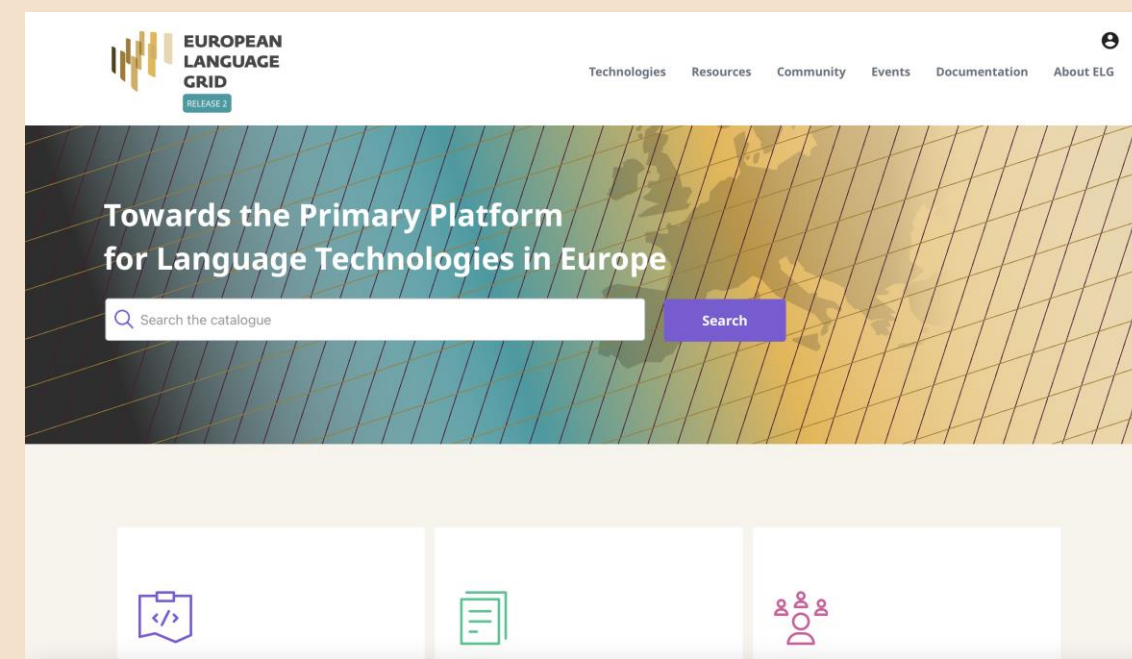 EUROPEAN
LANGUAGE
GRID
RELEASE 2
Technologies Resources Community Events Documentation About ELG
Towards the Primary Platform
for Language Technologies in Europe
Search the catalogue
Search
</>